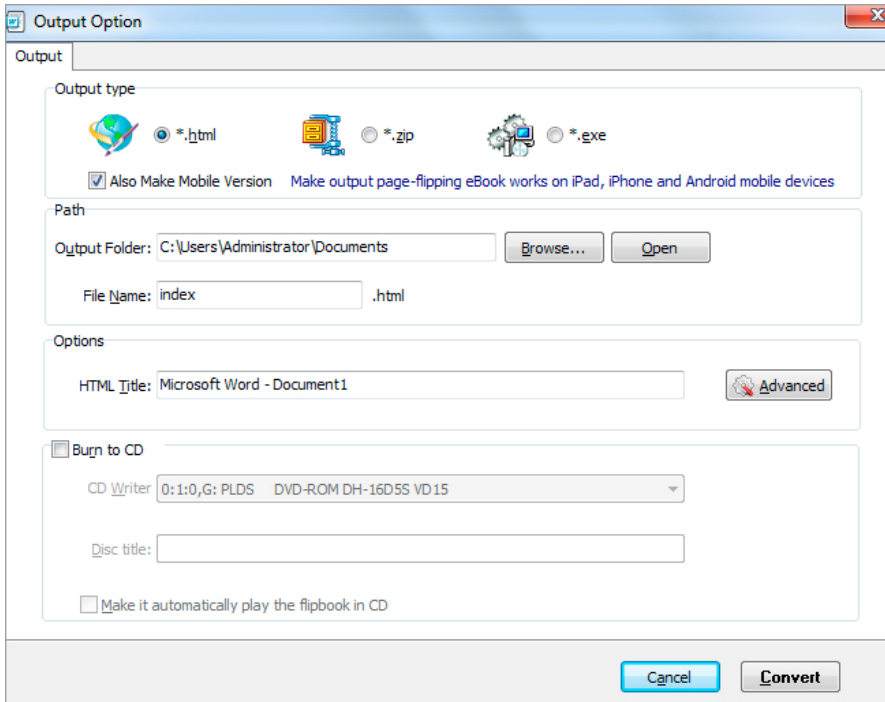 Output Option
Output
Output type
*.html *.zip *.exe
Also Make Mobile Version Make output page-flipping eBook works on iPad, iPhone and Android mobile devices
Path
Output Folder: C:\Users\Administrator\Documents Browse... Open
File Name: index .html
Options
HTML Title: Microsoft Word - Document1 Advanced
Burn to CD
CD Writer 0:1:0,G: PLDS DVD-ROM DH-16D5S VD15
Disc title:
Make it automatically play the flipbook in CD
Cancel Convert